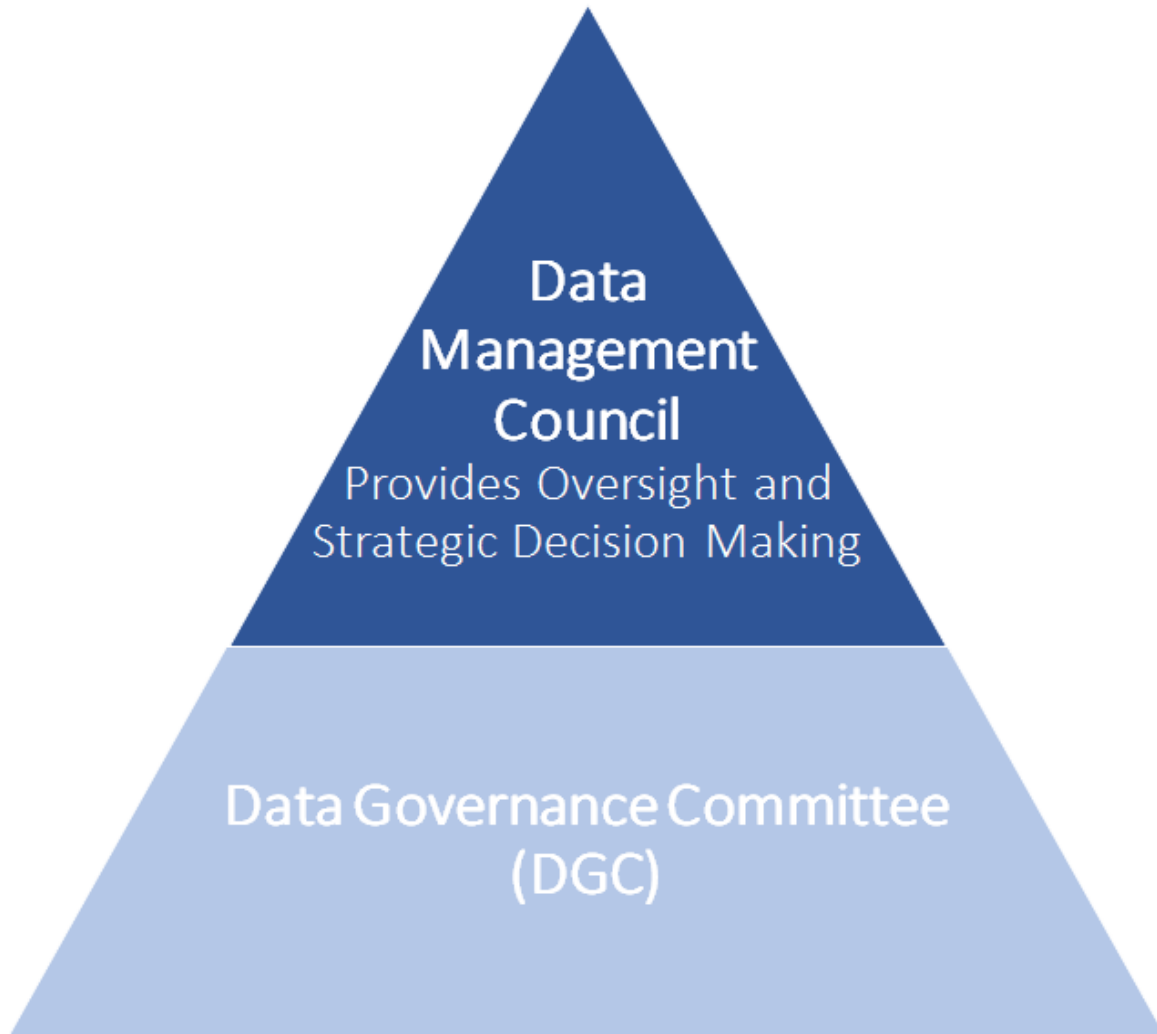 Data
Management
Council
Provides Oversight and
Strategic Decision Making
Data Governance Committee
(DGC)